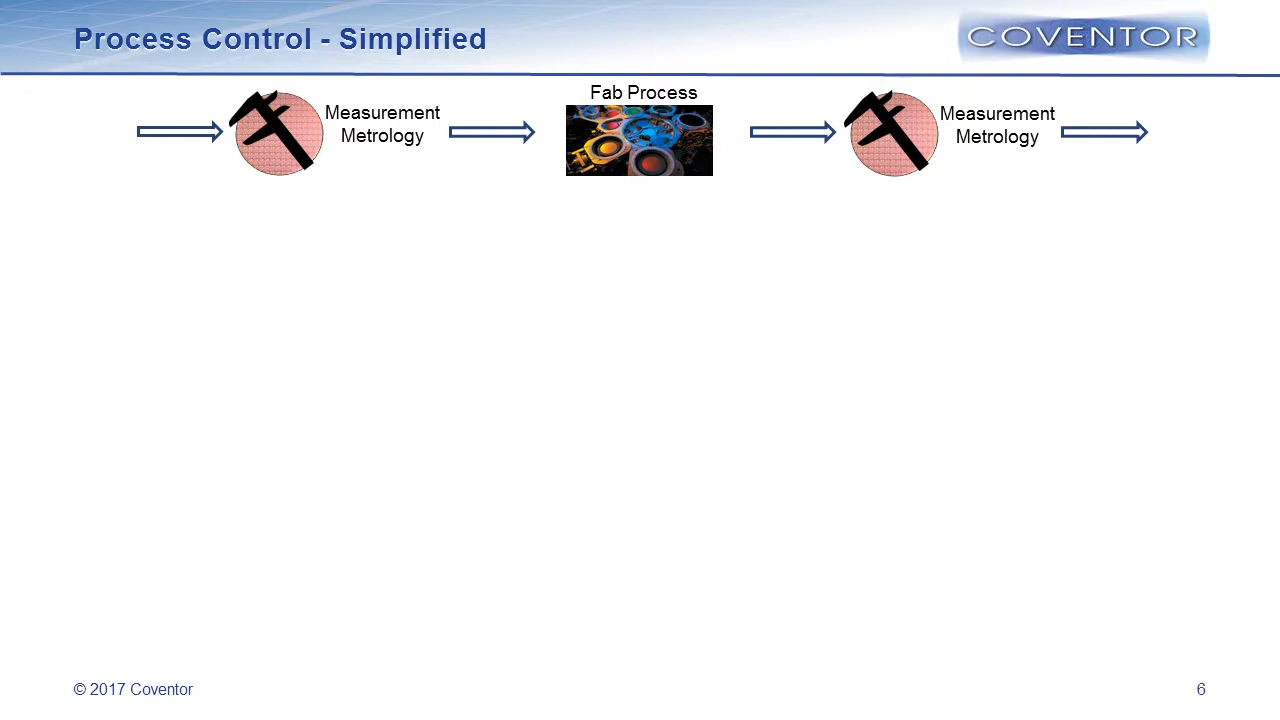 Process Control - Simplified
COVENTOR
Fab Process
Measurement
Metrology
Measurement
Metrology
© 2017 Coventor
6